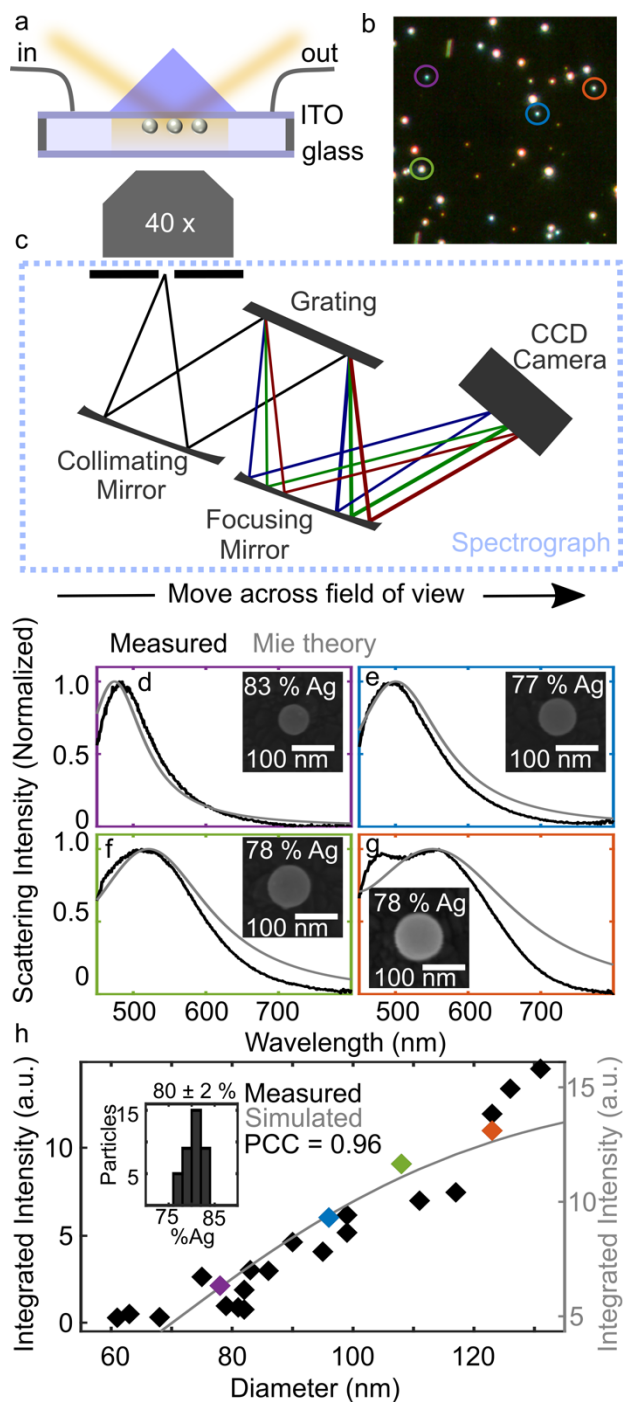 a
b
in
out
ITO
glass
40 x
c
Grating
CCD
Camera
Collimating
Mirror
Focusing
Mirror
Spectrograph
Move across field of view
Measured Mie theory
Scattering Intensity (Normalized)
1.0
0.5
0
d
83 % Ag
100 nm
e
77 % Ag
100 nm
1.0
0.5
0
f
78 % Ag
100 nm
g
78 % Ag
100 nm
500 600 700
500 600 700
Wavelength (nm)
h
Integrated Intensity (a.u.)
10
5
0
80 ± 2 %
Particles
15
5
75 85
%Ag
Measured
Simulated
PCC = 0.96
15
10
5
Integrated Intensity (a.u.)
60 80 100 120
Diameter (nm)